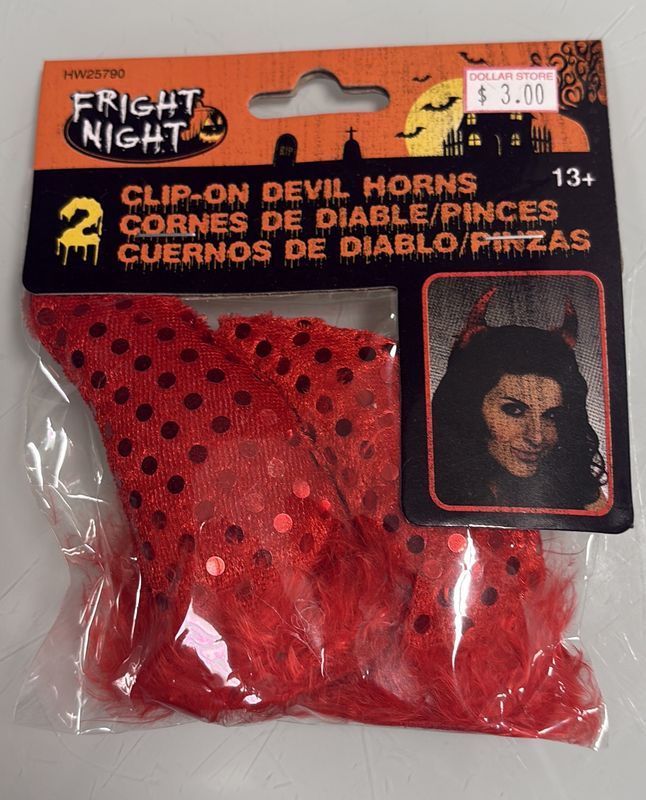 HW25790
DOLLAR STORE
$ 3.00
FRIGHT
NIGHT
RIP
13+
2
CLIP-ON DEVIL HORNS
CORNES DE DIABLE/PINCES
CUERNOS DE DIABLO/PINZAS